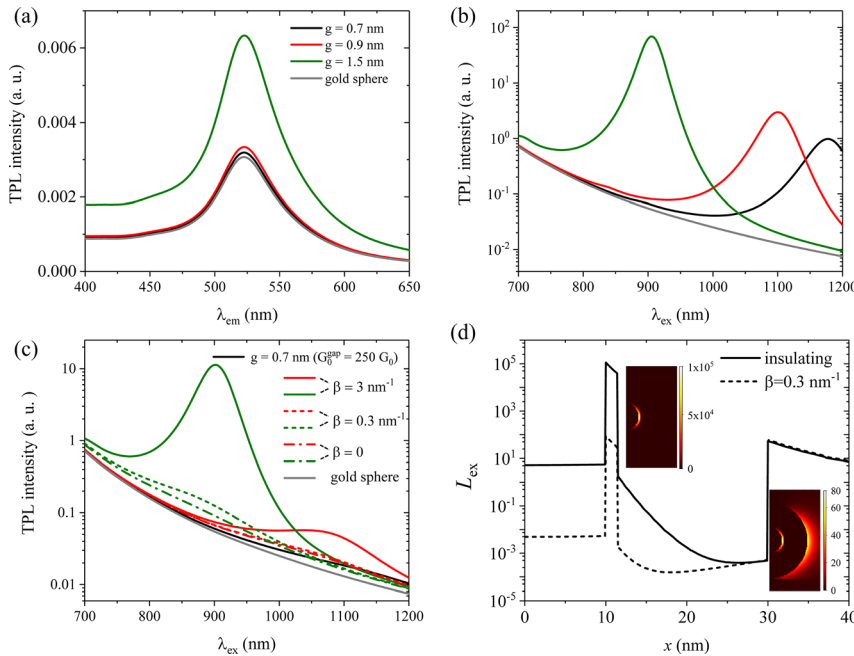 (a)
TPL intensity (a. u.)
0.006
0.004
0.002
0.000
g = 0.7 nm
g = 0.9 nm
g = 1.5 nm
gold sphere
400 450 500 550 600 650
λem (nm)
(b)
TPL intensity (a. u.)
10²
10¹
10⁰
10⁻¹
10⁻²
700 800 900 1000 1100 1200
λex (nm)
(c)
TPL intensity (a. u. )
10
1
0.1
0.01
g = 0.7 nm (G₀ᵍᵃᵖ = 250 G₀)
β = 3 nm⁻¹
β = 0.3 nm⁻¹
β = 0
gold sphere
700 800 900 1000 1100 1200
λex (nm)
(d)
Lex
10⁵
10³
10¹
10⁻¹
10⁻³
10⁻⁵
insulating
β=0.3 nm⁻¹
1x10⁵
5x10⁴
0
80
60
40
20
0
0 10 20 30 40
x (nm)